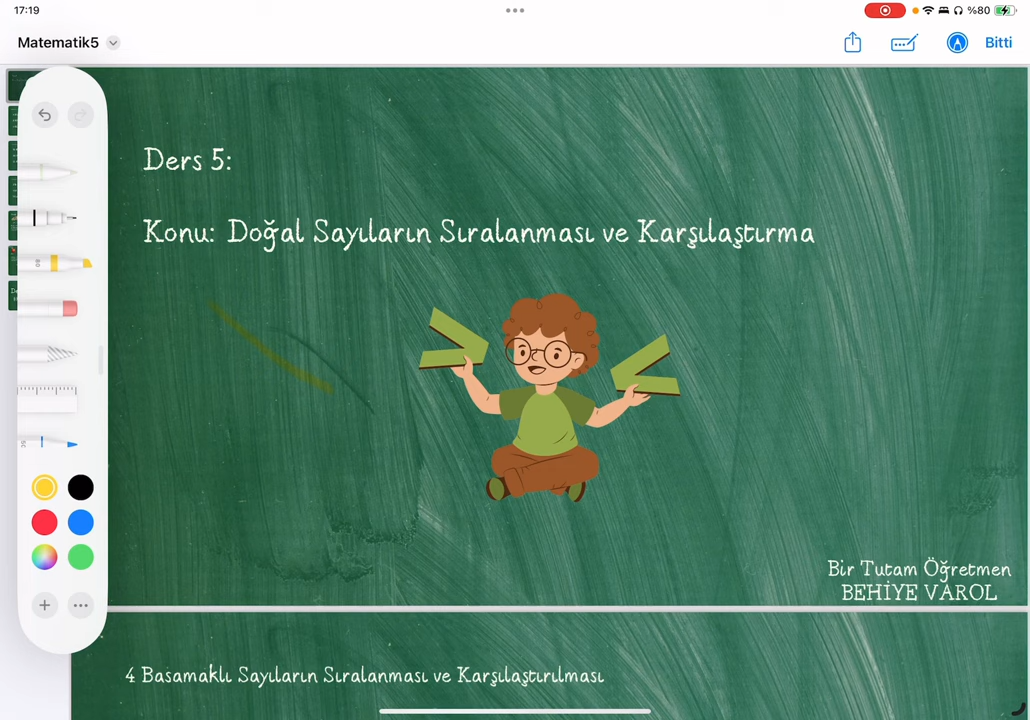 17:19
%80
Matematik5
Bitti
Ders 5:
Konu: Doğal Sayıların Sıralanması ve Karşılaştırma
Bir Tutam Öğretmen
BEHİYE VAROL
4 Basamaklı Sayıların Sıralanması ve Karşılaştırılması